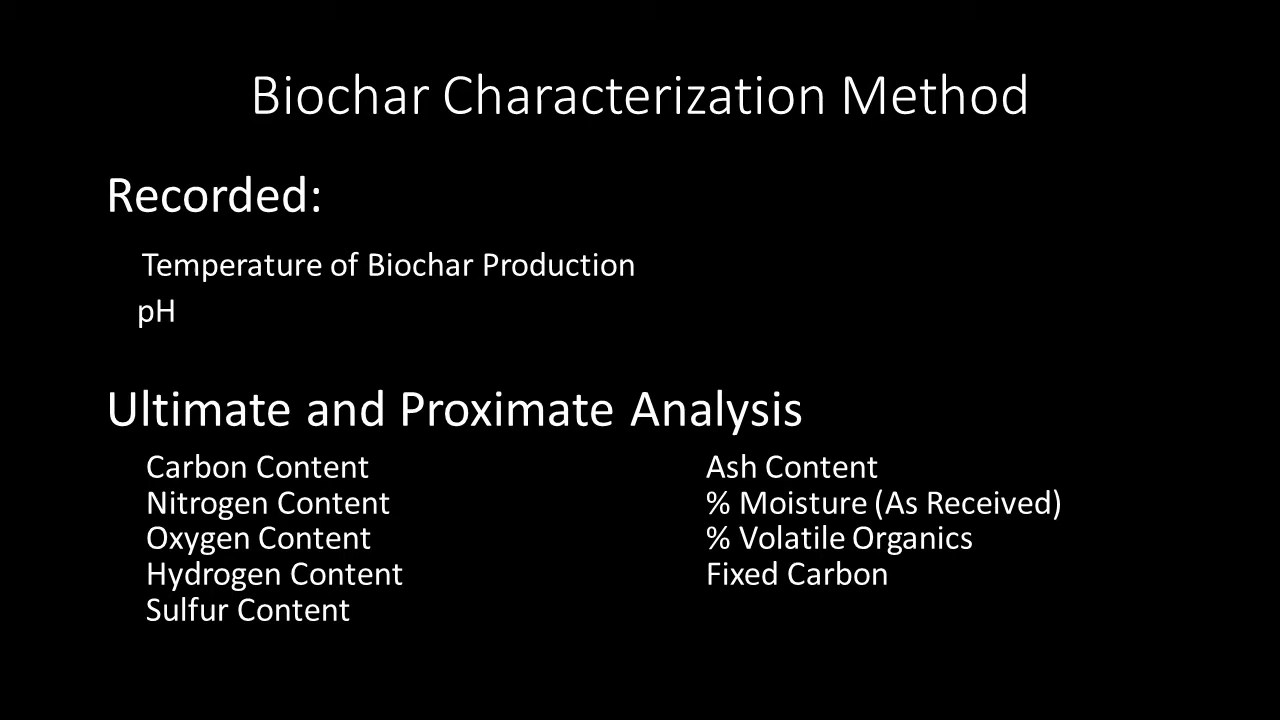 Biochar Characterization Method
Recorded:
Temperature of Biochar Production
pH
Ultimate and Proximate Analysis
Carbon Content
Nitrogen Content
Oxygen Content
Hydrogen Content
Sulfur Content
Ash Content
% Moisture (As Received)
% Volatile Organics
Fixed Carbon